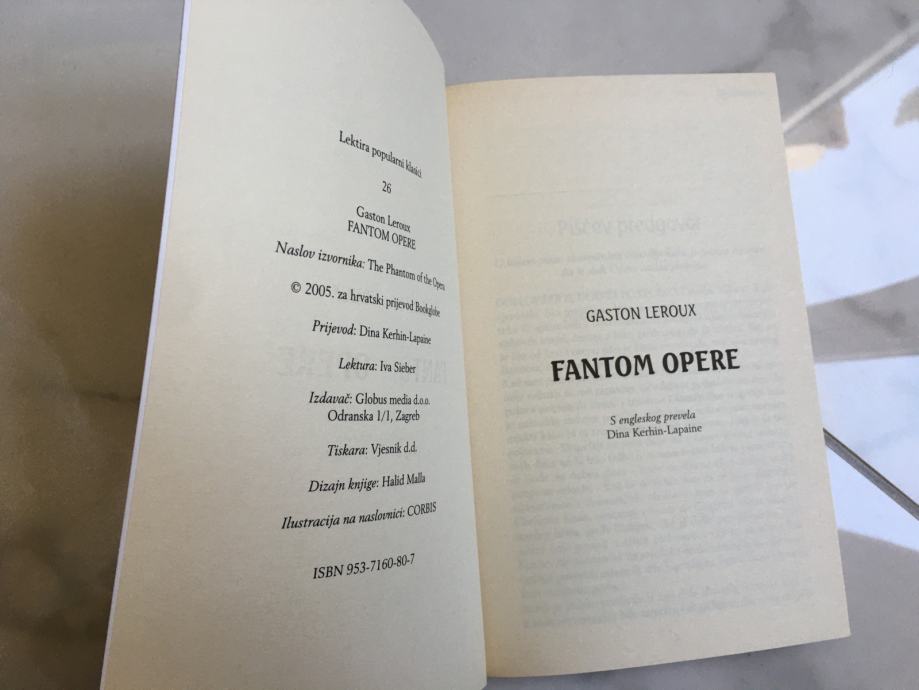 Lektira popularni klasici
26
Gaston Leroux
FANTOM OPERE
Naslov izvornika: The Phantom of the Opera
© 2005. za hrvatski prijevod Bookglobe
Prijevod: Dina Kerhin-Lapaine
Lektura: Iva Sieber
Izdavač: Globus media d.o.o.
Odranska 1/1, Zagreb
Tiskara: Vjesnik d.d.
Dizajn knjige: Halid Malla
Ilustracija na naslovnici: CORBIS
ISBN 953-7160-80-7
Piščev predgovor
GASTON LEROUX
FANTOM OPERE
S engleskog prevela
Dina Kerhin-Lapaine